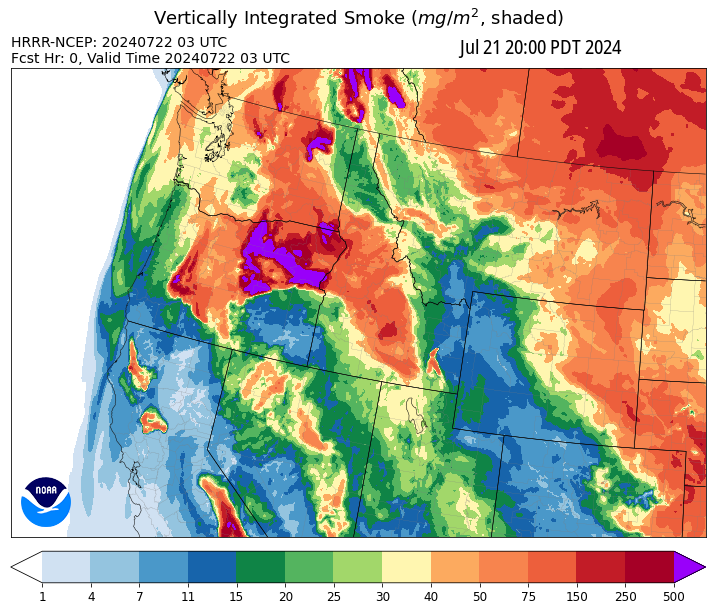 Vertically Integrated Smoke (mg/m², shaded)
HRRR-NCEP: 20240722 03 UTC
Fcst Hr: 0, Valid Time 20240722 03 UTC
Jul 21 20:00 PDT 2024
NOAA
1 4 7 11 15 20 25 30 40 50 75 150 250 500